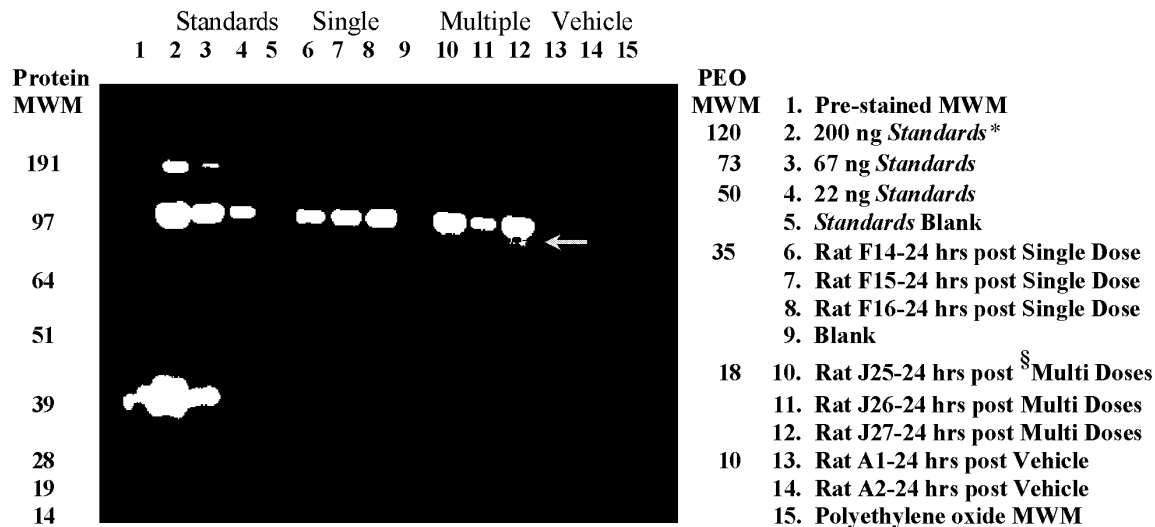 Standards Single Multiple Vehicle
1 2 3 4 5 6 7 8 9 10 11 12 13 14 15
Protein MWM
191
97
64
51
39
28
19
14
PEO MWM
120
73
50
35
18
10
1. Pre-stained MWM
2. 200 ng Standards*
3. 67 ng Standards
4. 22 ng Standards
5. Standards Blank
6. Rat F14-24 hrs post Single Dose
7. Rat F15-24 hrs post Single Dose
8. Rat F16-24 hrs post Single Dose
9. Blank
10. Rat J25-24 hrs post §Multi Doses
11. Rat J26-24 hrs post Multi Doses
12. Rat J27-24 hrs post Multi Doses
13. Rat A1-24 hrs post Vehicle
14. Rat A2-24 hrs post Vehicle
15. Polyethylene oxide MWM